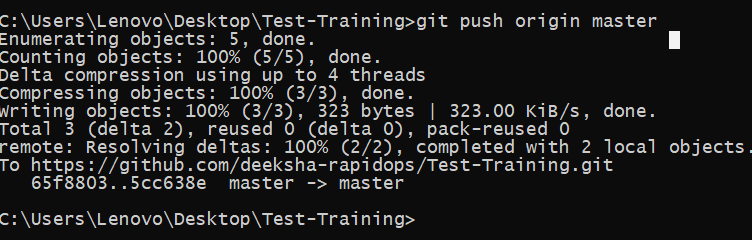 C:\Users\Lenovo\Desktop\Test-Training>git push origin master
Enumerating objects: 5, done.
Counting objects: 100% (5/5), done.
Delta compression using up to 4 threads
Compressing objects: 100% (3/3), done.
Writing objects: 100% (3/3), 323 bytes | 323.00 KiB/s, done.
Total 3 (delta 2), reused 0 (delta 0), pack-reused 0
remote: Resolving deltas: 100% (2/2), completed with 2 local objects.
To https://github.com/deeksha-rapidops/Test-Training.git
   65f8803..5cc638e  master -> master
C:\Users\Lenovo\Desktop\Test-Training>